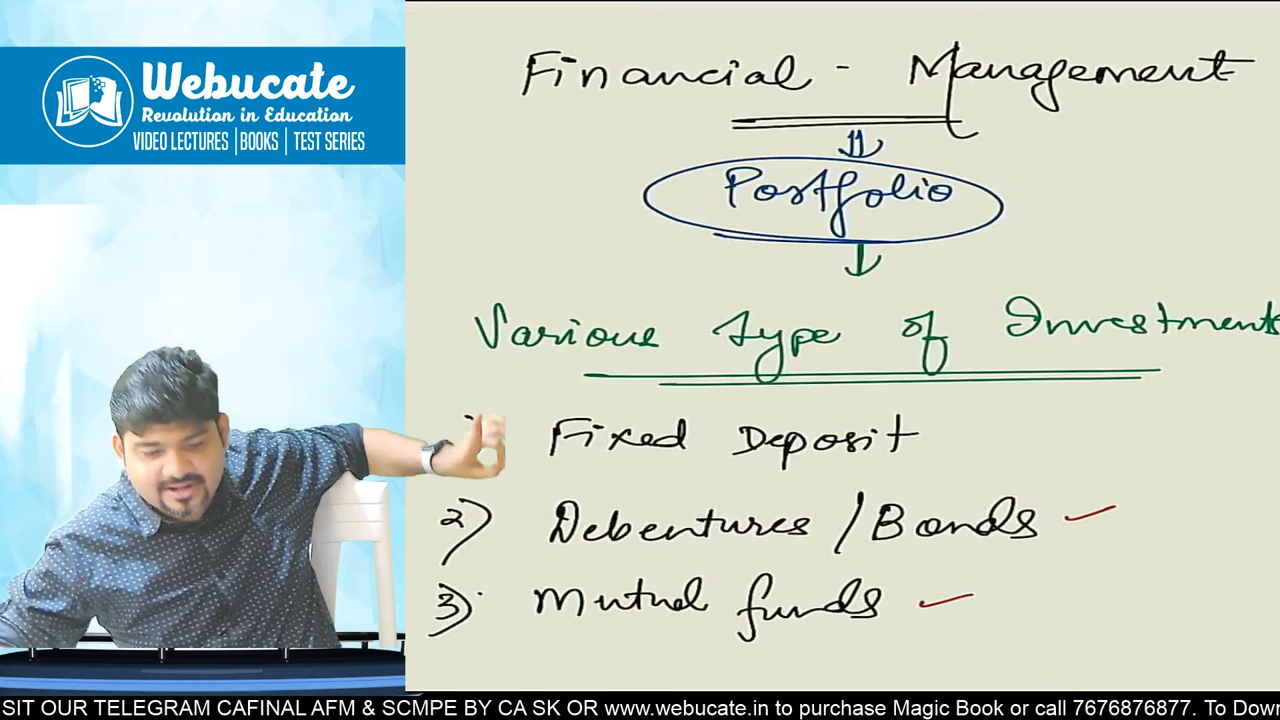 Webucate
Revolution in Education
VIDEO LECTURES | BOOKS | TEST SERIES
Financial - Management
Portfolio
Various type of Investments
Fixed Deposit
2) Debentures / Bonds
3) Mutual funds
SIT OUR TELEGRAM CAFINAL AFM & SCMPE BY CA SK OR www.webucate.in to purchase Magic Book or call 7676876877. To Down